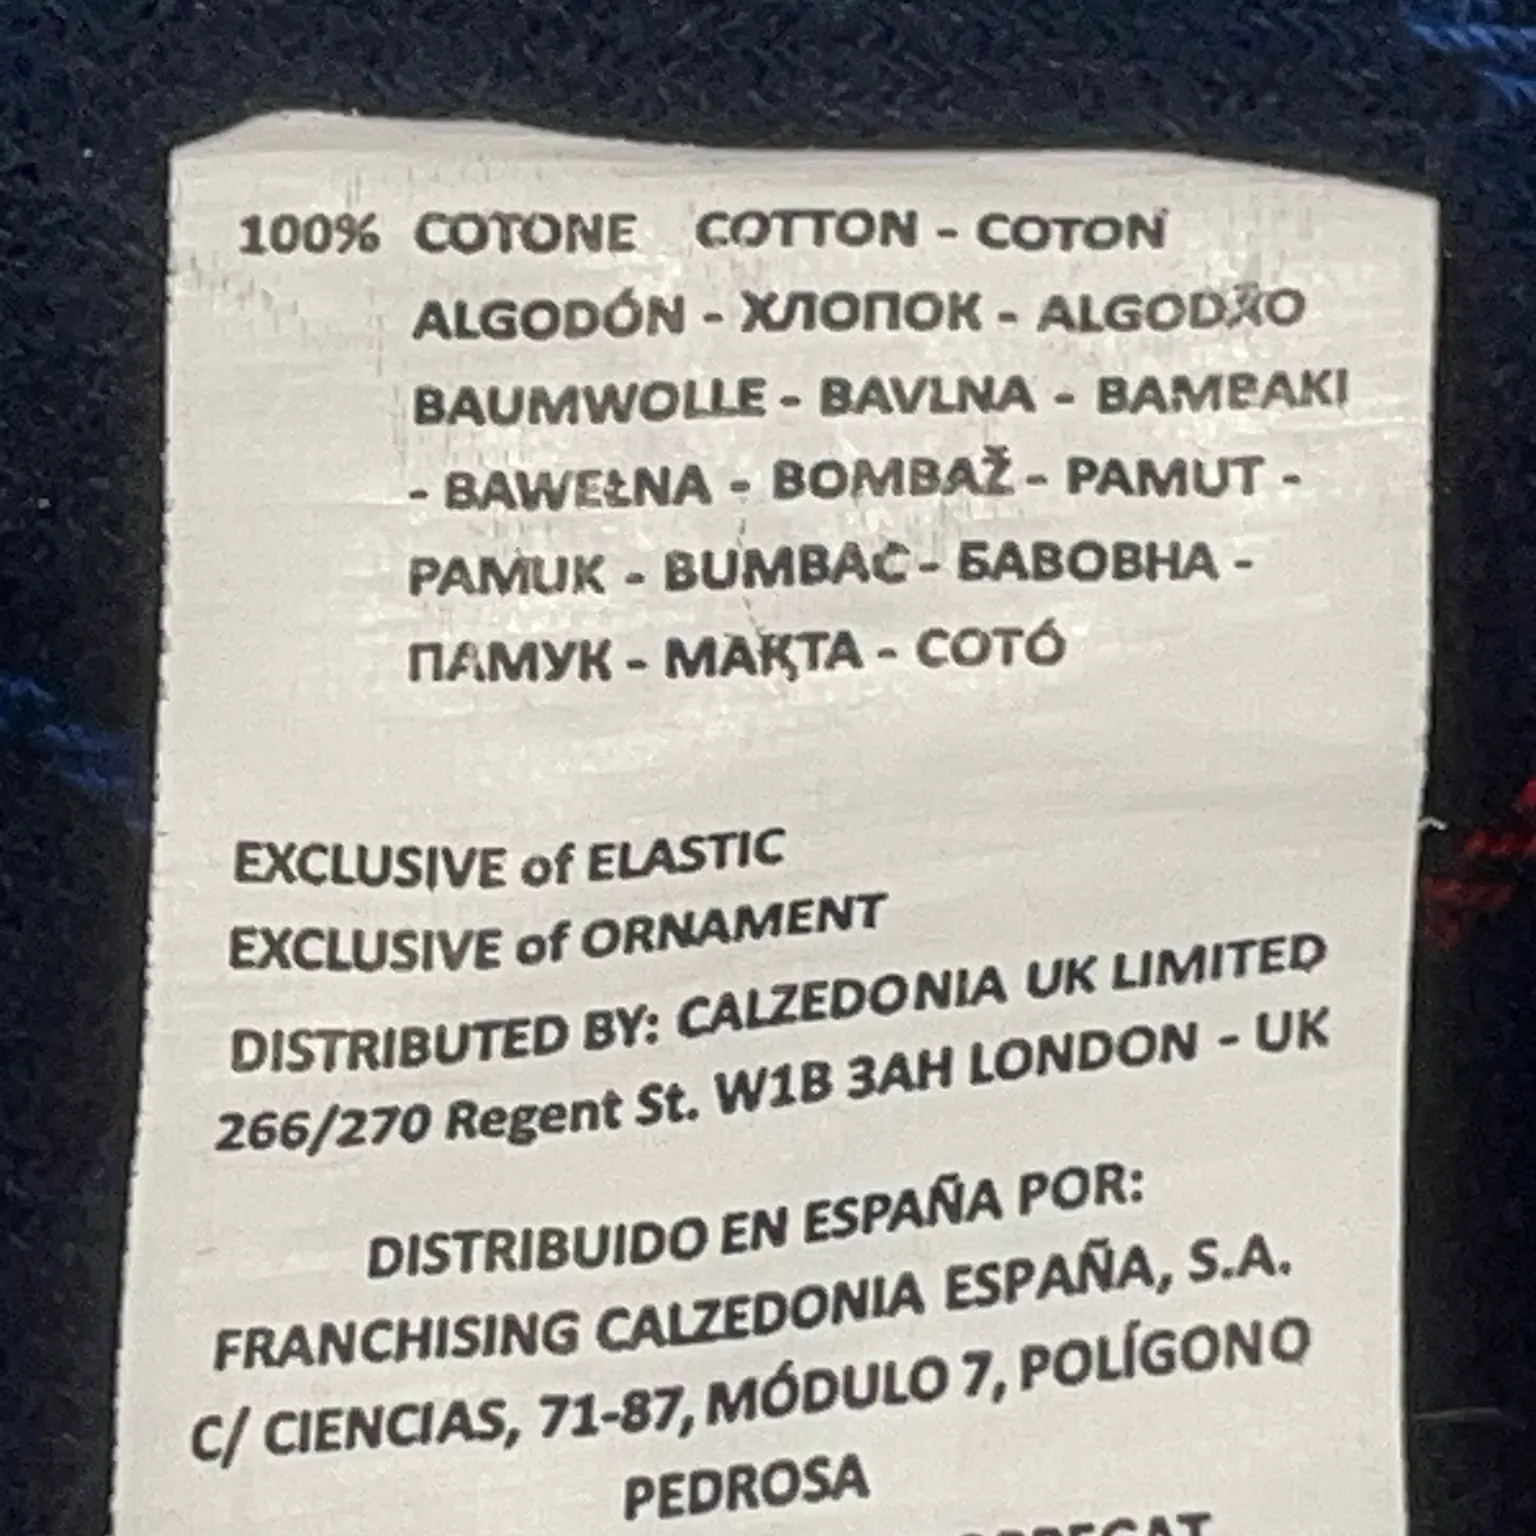 100% COTONE COTTON - COTON
ALGODÓN - ХЛОПОК - ALGODÃO
BAUMWOLLE - BAVLNA - BAMBAKI
- BAWEŁNA - BOMBAŽ - PAMUT -
PAMUK - BUMBAC - БАВОВНА -
ПАМУК - МАҚТА - COTÓ
EXCLUSIVE of ELASTIC
EXCLUSIVE of ORNAMENT
DISTRIBUTED BY: CALZEDONIA UK LIMITED
266/270 Regent St. W1B 3AH LONDON - UK
DISTRIBUIDO EN ESPAÑA POR:
FRANCHISING CALZEDONIA ESPAÑA, S.A.
C/ CIENCIAS, 71-87, MÓDULO 7, POLÍGONO
PEDROSA